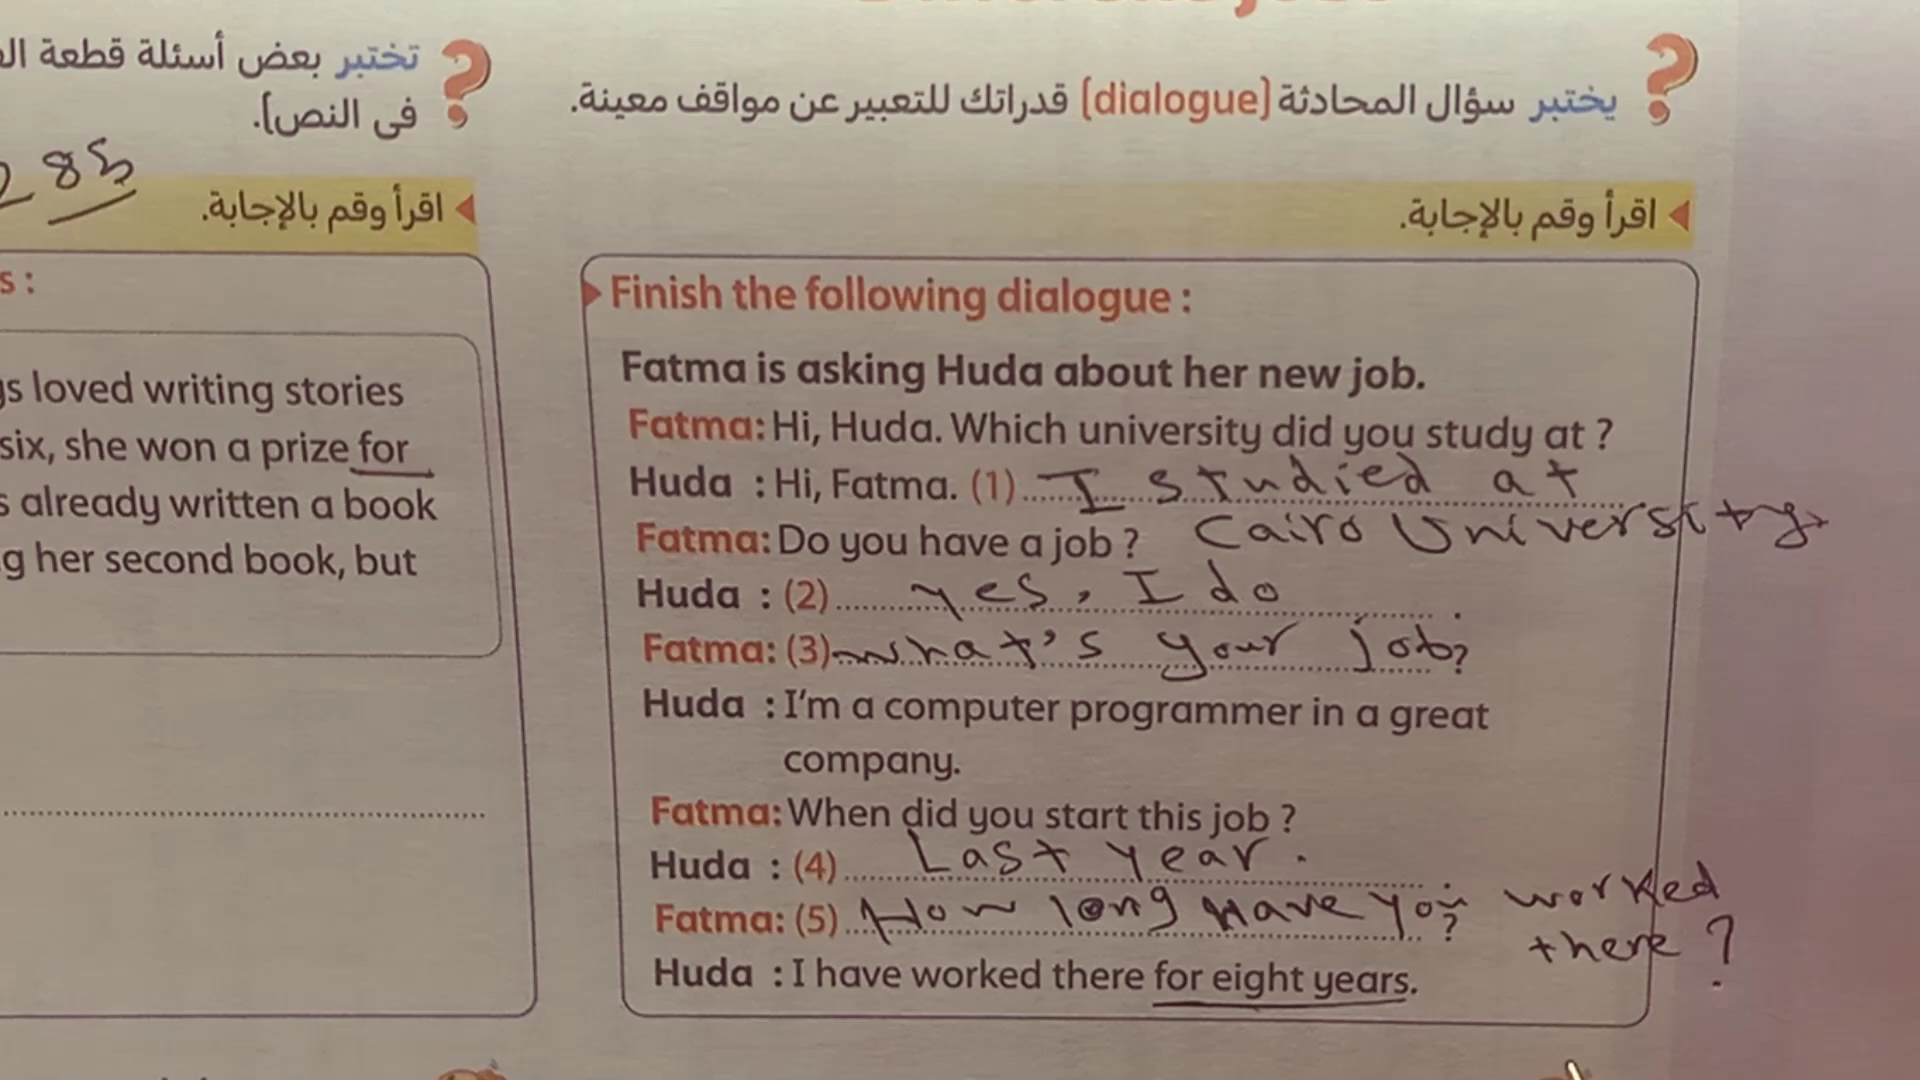 يختبر سؤال المحادثة (dialogue) قدراتك للتعبير عن مواقف معينة.
اقرأ وقم بالإجابة.
Finish the following dialogue :
Fatma is asking Huda about her new job.
Fatma: Hi, Huda. Which university did you study at ?
Huda : Hi, Fatma. (1) I studied at
Cairo University.
Fatma: Do you have a job ?
Huda : (2) yes, I do .
Fatma: (3) what's your job?
Huda : I'm a computer programmer in a great
company.
Fatma: When did you start this job ?
Huda : (4) Last year. .
Fatma: (5) How long have you ? worked
there ?
Huda : I have worked there for eight years.
تختبر بعض أسئلة قطعة
فى النص).
285
اقرأ وقم بالإجابة.
s :
loved writing stories
six, she won a prize for
already written a book
her second book, but